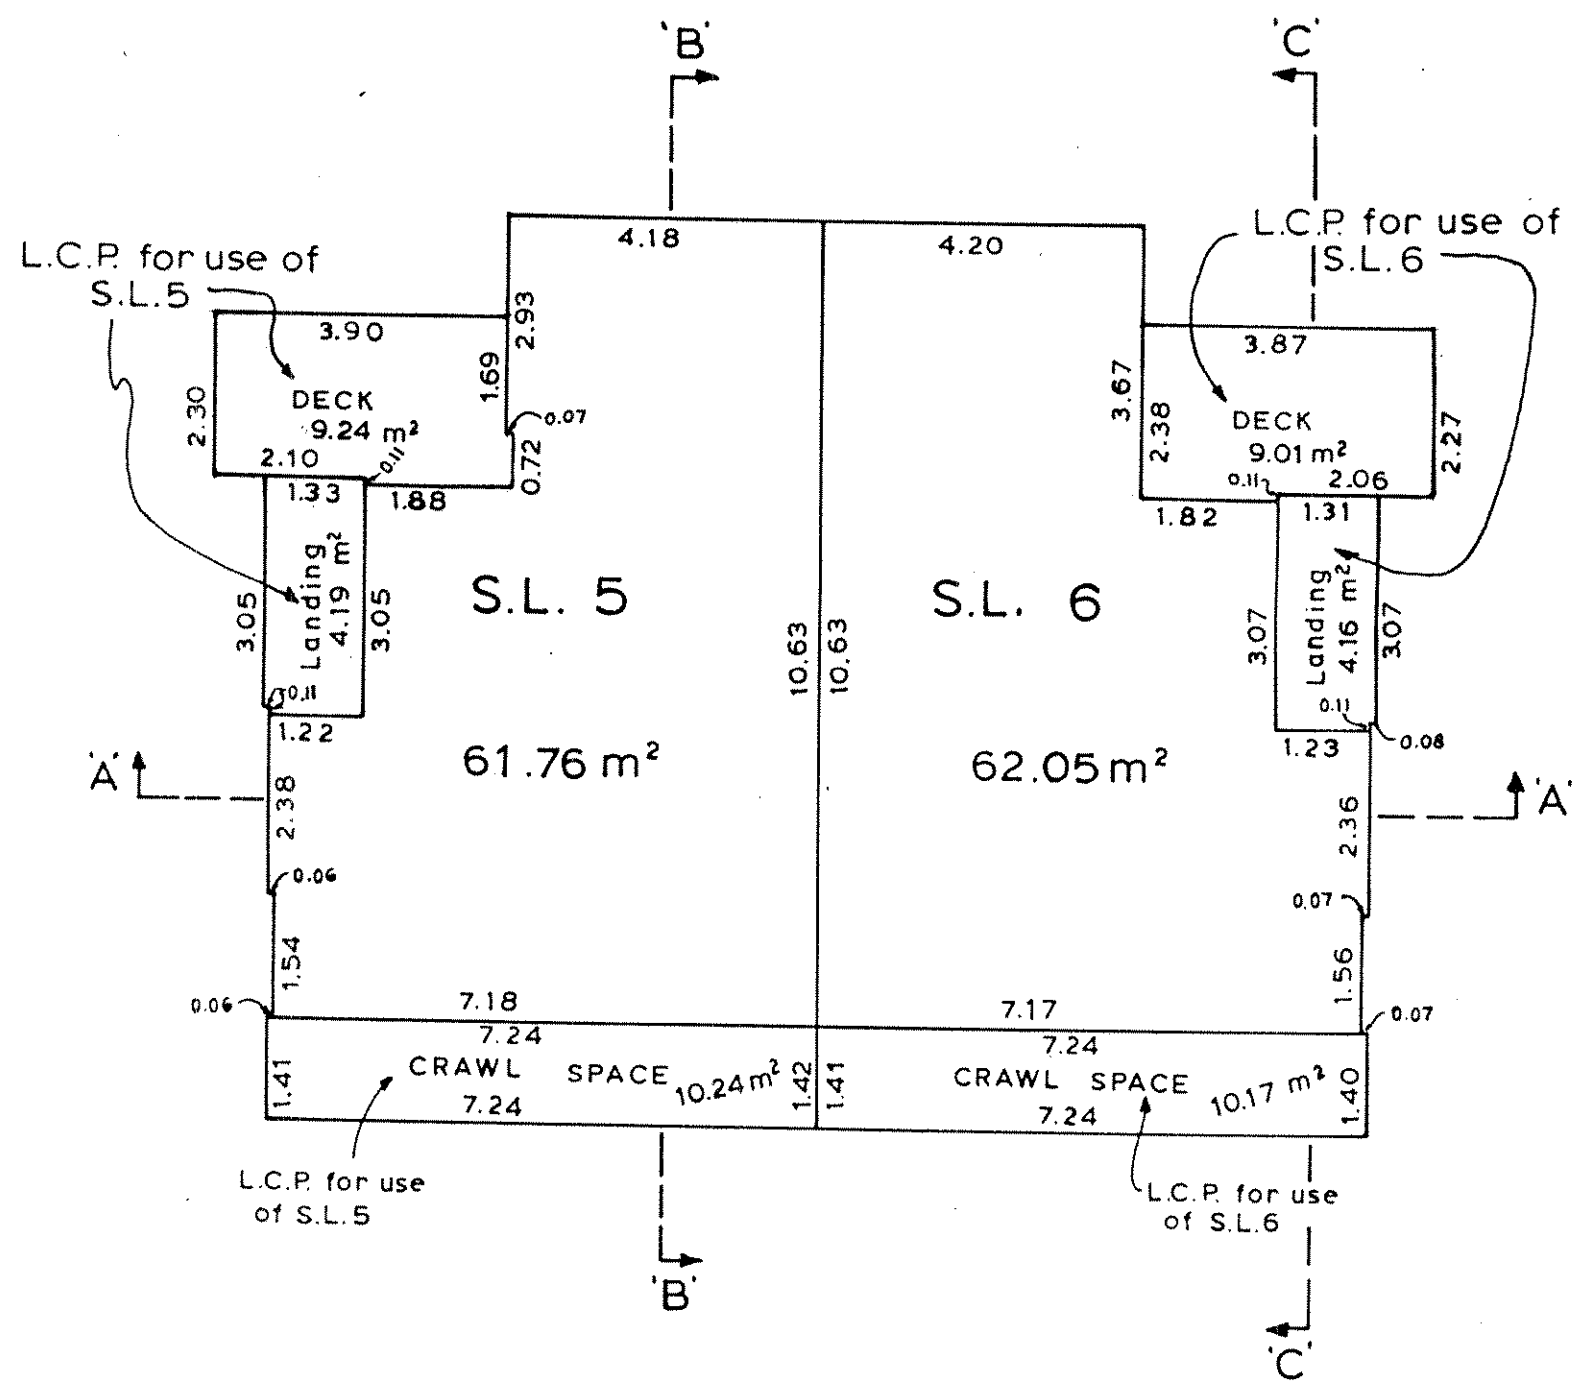 'B'
'C'
L.C.P. for use of
S.L.5
L.C.P. for use of
S.L.6
4.18
4.20
3.90
2.93
1.69
0.07
0.72
2.30
DECK
9.24 m²
2.10
0.11
1.33
1.88
3.87
3.67
2.38
DECK
9.01 m²
2.27
2.06
0.11
1.31
1.82
Landing
4.19 m²
3.05
3.05
S.L. 5
S.L. 6
10.63
10.63
3.07
Landing
4.16 m²
3.07
0.11
1.22
0.11
1.23
0.08
61.76 m²
62.05 m²
'A'
'A'
2.38
2.36
0.06
0.07
1.54
1.56
0.06
7.18
7.17
0.07
7.24
7.24
1.41
CRAWL SPACE 10.24 m²
1.42
1.41
CRAWL SPACE 10.17 m²
1.40
7.24
7.24
L.C.P. for use
of S.L.5
L.C.P. for use
of S.L.6
'B'
'C'